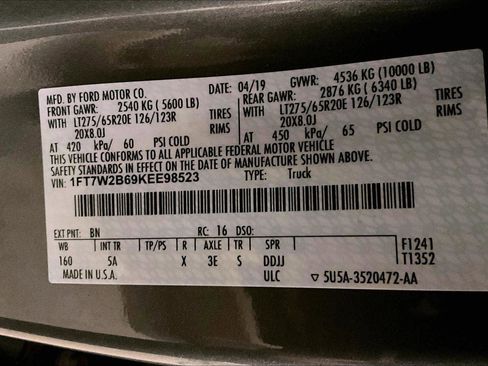 MFD. BY FORD MOTOR CO.
DATE: 04/19 GVWR: 4536 KG (10000 LB)
FRONT GAWR: 2540 KG (5600 LB) REAR GAWR: 2876 KG (6340 LB)
WITH LT275/65R20E 126/123R TIRES WITH LT275/65R20E 126/123R TIRES
20X8.0J RIMS 20X8.0J RIMS
AT 420 kPa/ 60 PSI COLD AT 450 kPa/ 65 PSI COLD
THIS VEHICLE CONFORMS TO ALL APPLICABLE FEDERAL MOTOR VEHICLE
SAFETY STANDARDS IN EFFECT ON THE DATE OF MANUFACTURE SHOWN ABOVE.
VIN: 1FT7W2B69KEE98523 TYPE: Truck
EXT PNT: BN RC: 16 DSO: F1241
WB INT TR TP/PS R AXLE TR SPR T1352
160 5A X 3E S DDJJ
MADE IN U.S.A. ULC ▽ 5U5A-3520472-AA